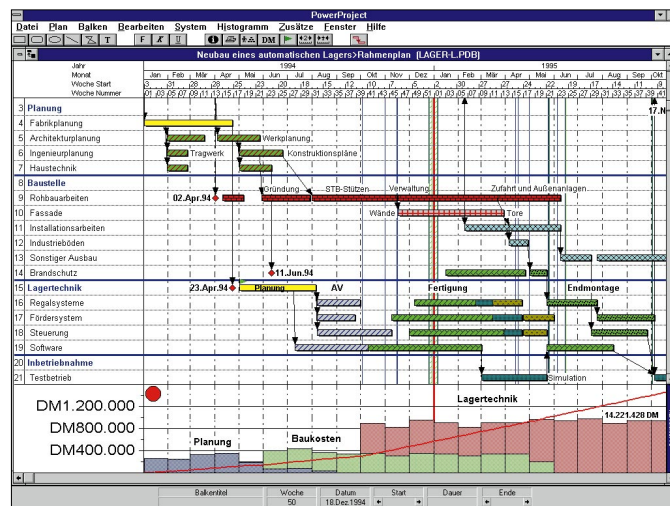 PowerProject
Datei Plan Balken Bearbeiten System Histogramm Zusätze Fenster Hilfe
T F K U DM
Neubau eines automatischen Lagers>Rahmenplan [LAGER-L.PDB]
Jahr 1994 1995
Monat Jan Feb Mär Apr Mai Jun Jul Aug Sep Okt Nov Dez Jan Feb Mär Apr Mai Jun Jul Aug Sep Okt
Woche Start
Woche Nummer
17.N
3 Planung
4 Fabrikplanung
5 Architekturplanung Werkplanung
6 Ingenieurplanung Tragwerk Konstruktionspläne
7 Haustechnik
8 Baustelle Gründung STB-Stützen Verwaltung Zufahrt und Außenanlagen
9 Rohbauarbeiten 02.Apr.94
10 Fassade Wände Tore
11 Installationsarbeiten
12 Industrieböden
13 Sonstiger Ausbau
14 Brandschutz 11.Jun.94
15 Lagertechnik 23.Apr.94 Planung AV Fertigung Endmontage
16 Regalsysteme
17 Fördersystem
18 Steuerung
19 Software
20 Inbetriebnahme
21 Testbetrieb Simulation
Lagertechnik
DM1.200.000
14.221.428 DM
DM800.000
Planung Baukosten
DM400.000
Balkentitel Woche Datum Start Dauer Ende
50 18.Dez.1994